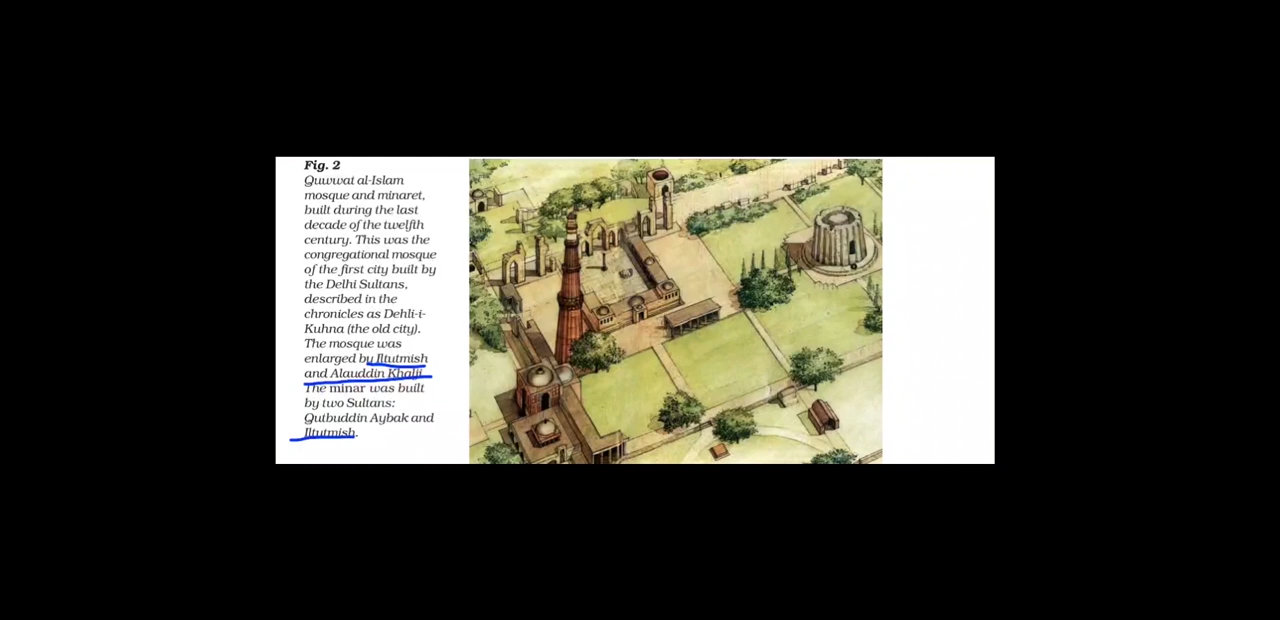 Fig. 2
Quwwat al-Islam
mosque and minaret,
built during the last
decade of the twelfth
century. This was the
congregational mosque
of the first city built by
the Delhi Sultans,
described in the
chronicles as Dehli-i-
Kuhna (the old city).
The mosque was
enlarged by Iltutmish
and Alauddin Khalji.
The minar was built
by two Sultans:
Qutbuddin Aybak and
Iltutmish.